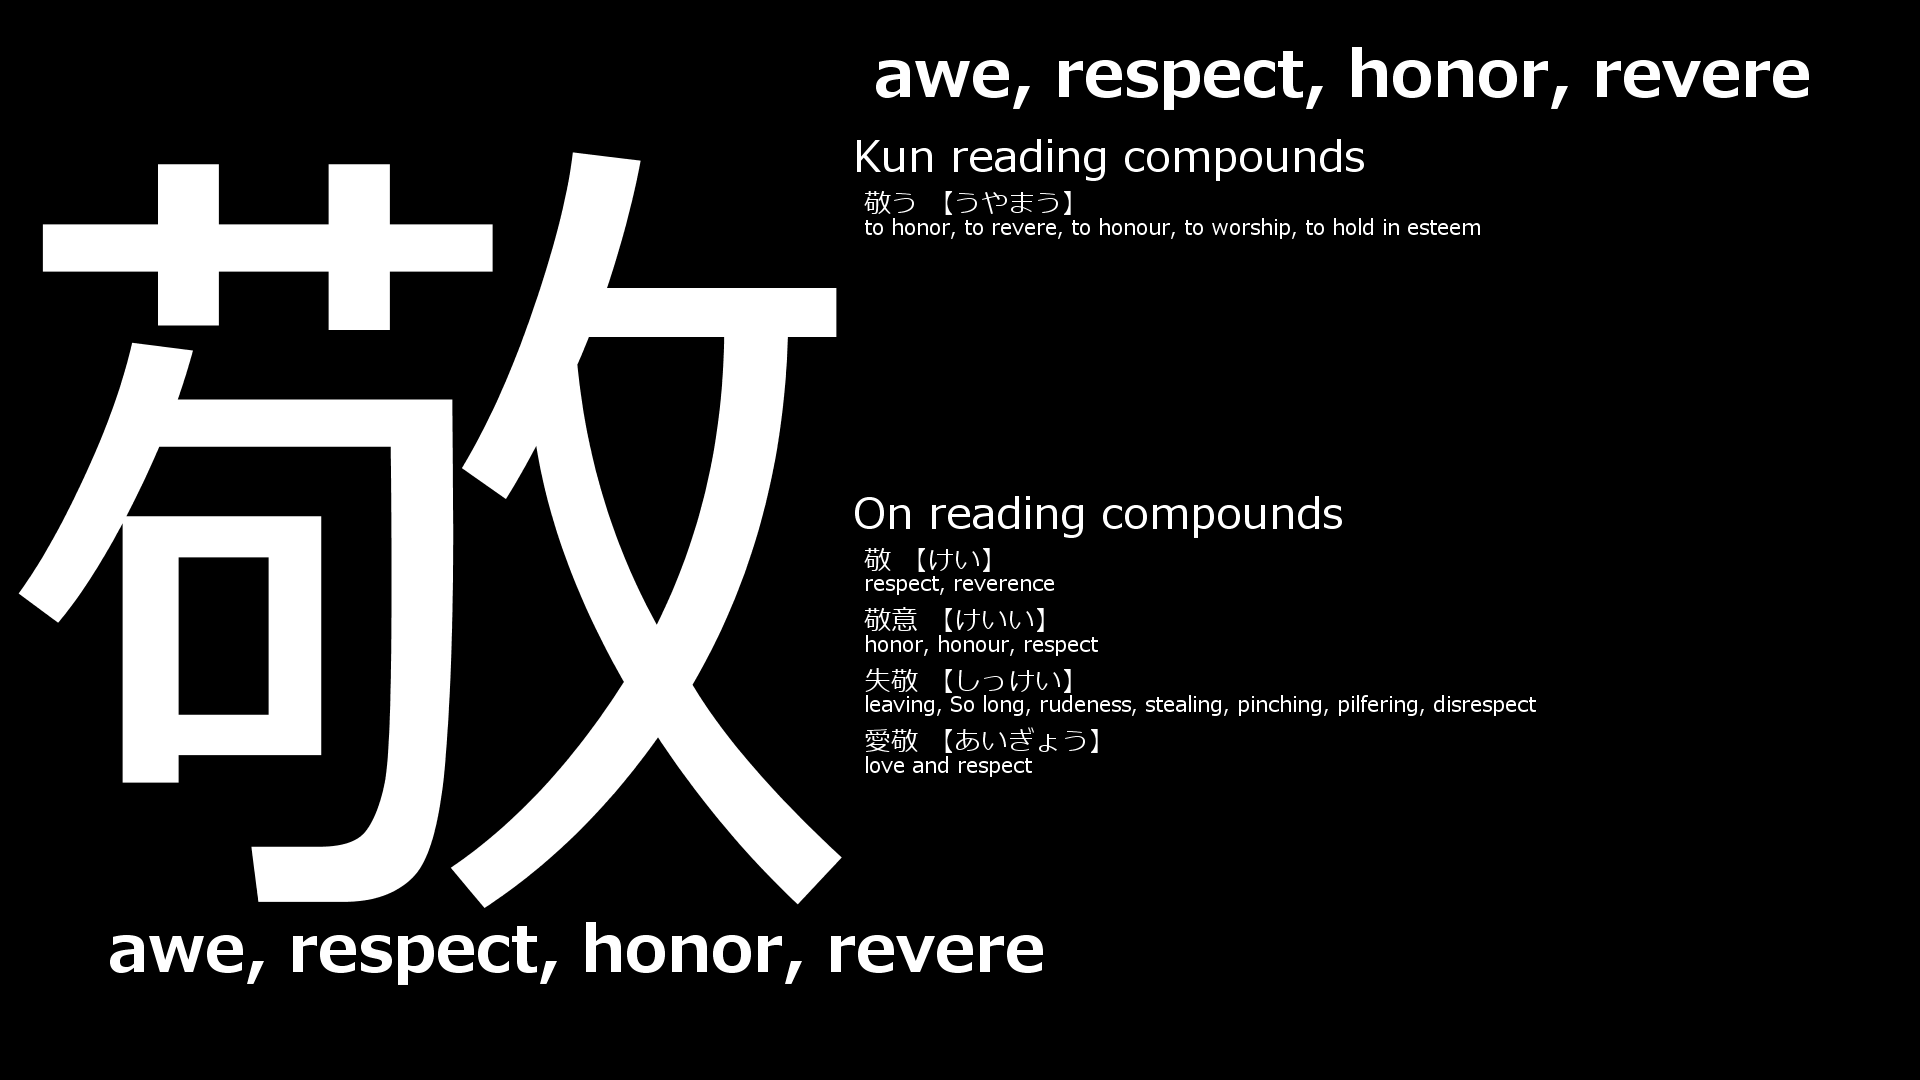 敬
awe, respect, honor, revere
awe, respect, honor, revere
Kun reading compounds
敬う 【うやまう】
to honor, to revere, to honour, to worship, to hold in esteem
On reading compounds
敬 【けい】
respect, reverence
敬意 【けいい】
honor, honour, respect
失敬 【しっけい】
leaving, So long, rudeness, stealing, pinching, pilfering, disrespect
愛敬 【あいぎょう】
love and respect